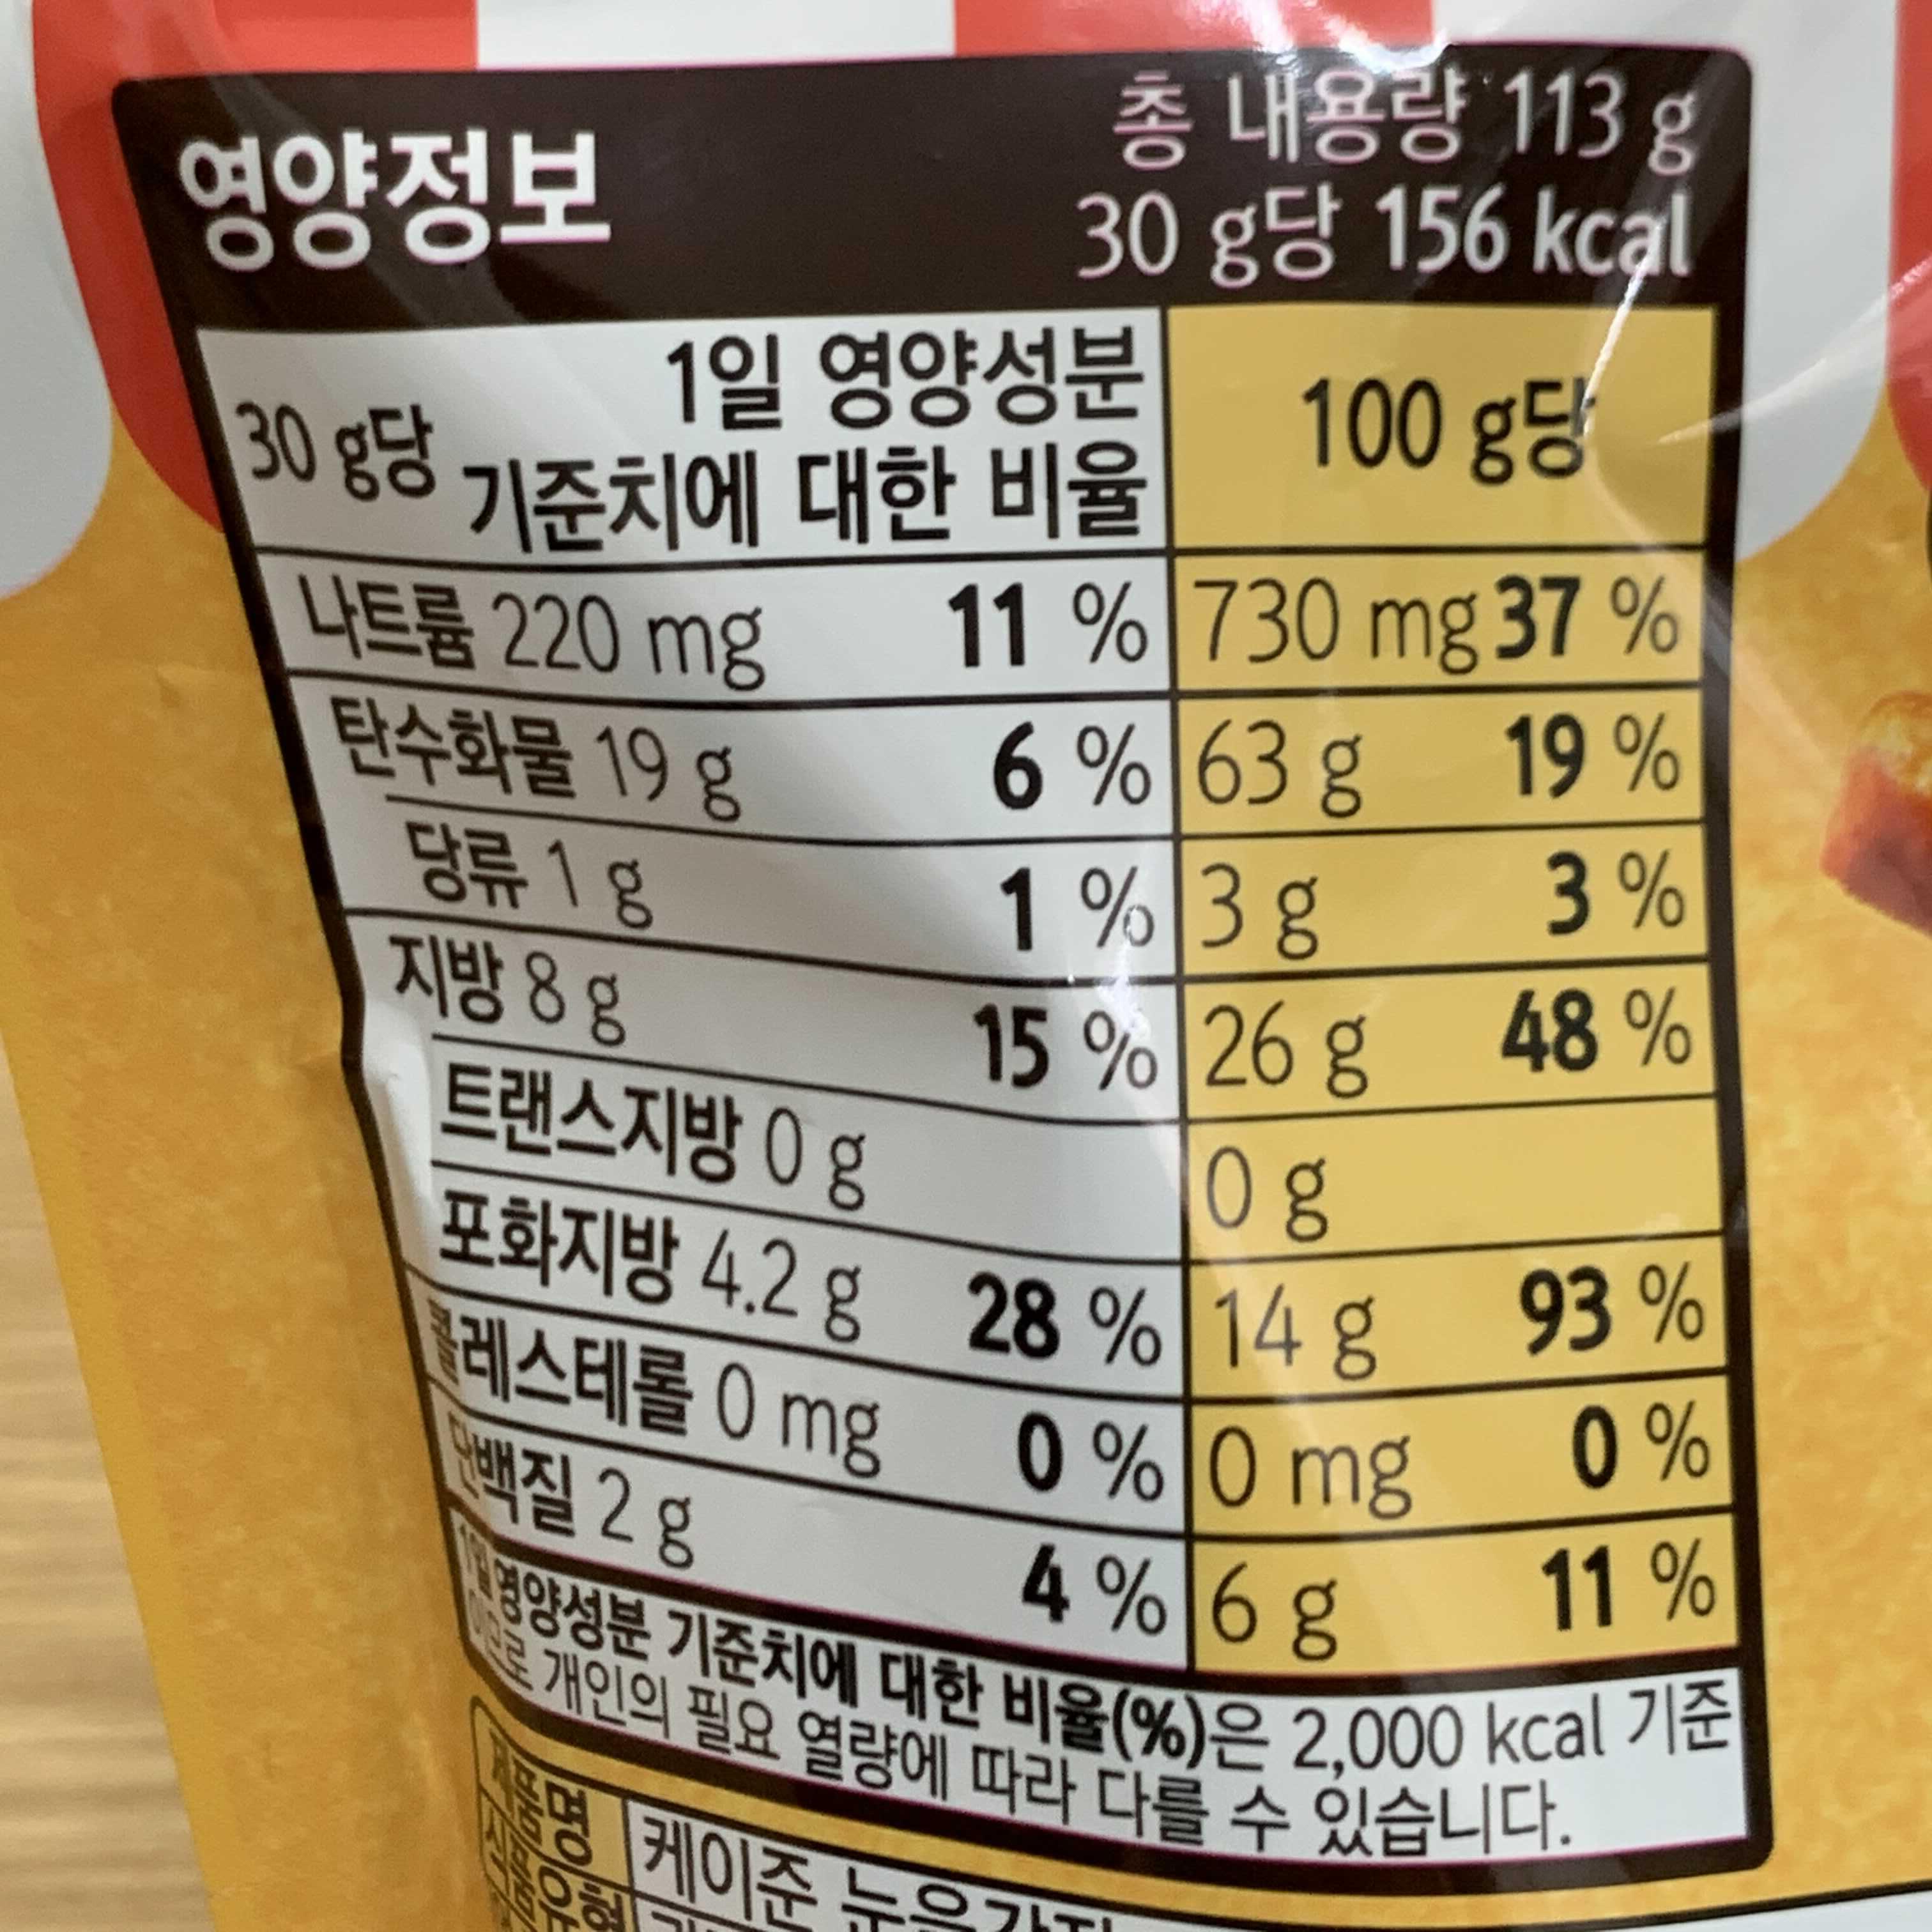 영양정보
총 내용량 113 g
30 g당 156 kcal
30 g당 1일 영양성분 기준치에 대한 비율 100 g당
나트륨 220 mg 11 % 730 mg 37 %
탄수화물 19 g 6 % 63 g 19 %
당류 1 g 1 % 3 g 3 %
지방 8 g 15 % 26 g 48 %
트랜스지방 0 g 0 g
포화지방 4.2 g 28 % 14 g 93 %
콜레스테롤 0 mg 0 % 0 mg 0 %
단백질 2 g 4 % 6 g 11 %
1일 영양성분 기준치에 대한 비율(%)은 2,000 kcal 기준
이므로 개인의 필요 열량에 따라 다를 수 있습니다.
제품명 케이준
식품유형